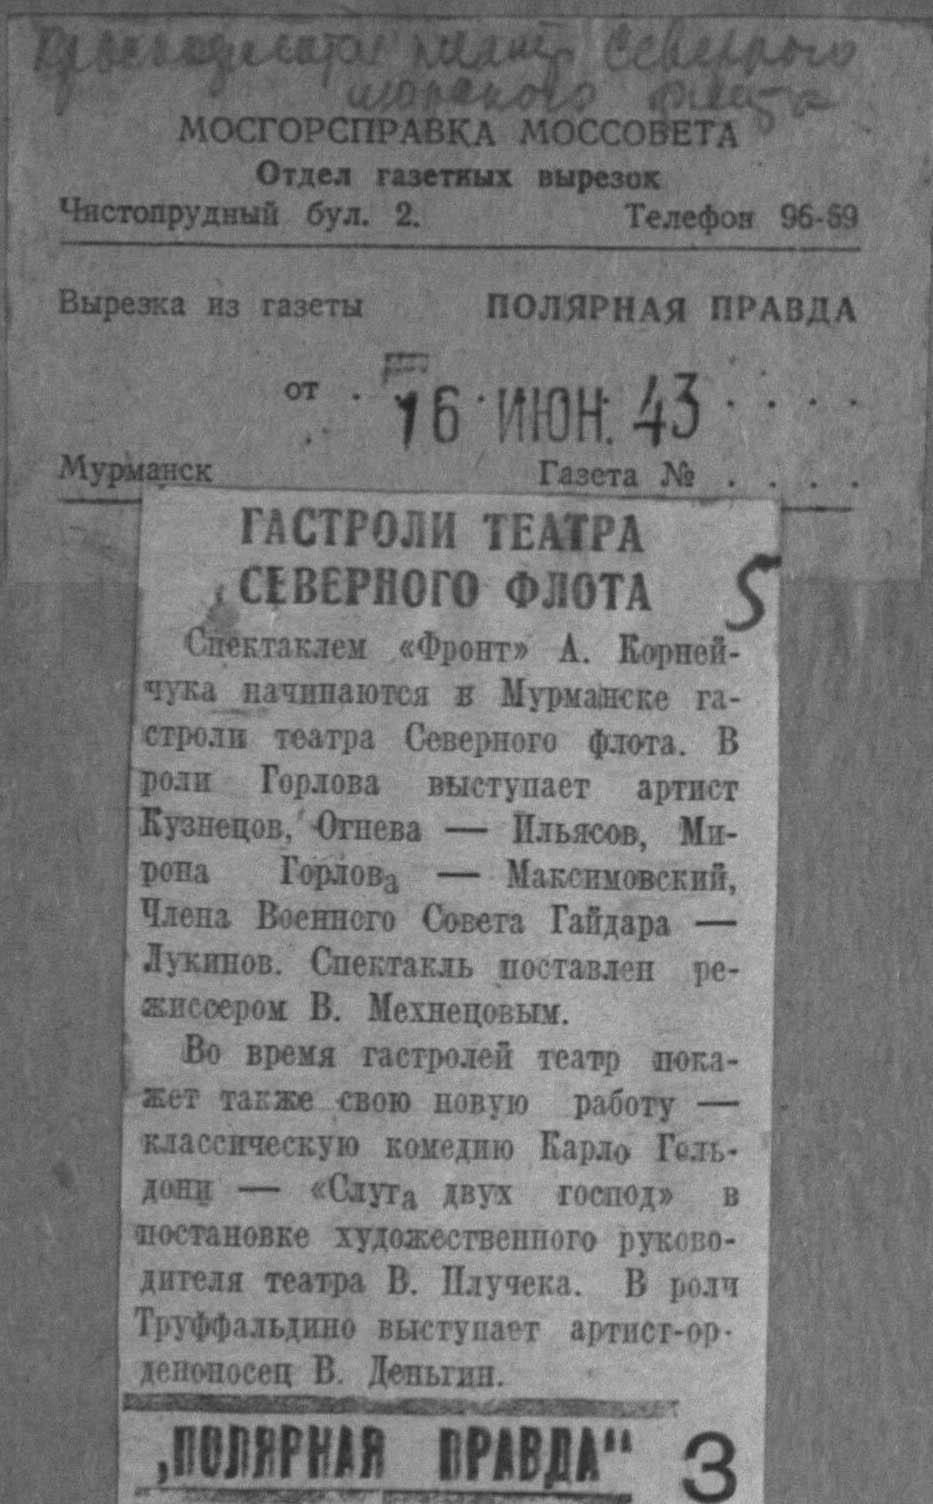 Северного
морского
МОСГОРСПРАВКА МОССОВЕТА
Отдел газетных вырезок
Чистопрудный бул. 2. Телефон 96-69
Вырезка из газеты ПОЛЯРНАЯ ПРАВДА
от . 16 ИЮН. 43 . . . .
Мурманск Газета № . . . .
ГАСТРОЛИ ТЕАТРА
СЕВЕРНОГО ФЛОТА 5
Спектаклем «Фронт» А. Корней-
чука начинаются в Мурманске га-
строли театра Северного флота. В
роли Горлова выступает артист
Кузнецов, Огнева — Ильясов, Ми-
рона Горлова — Максимовский,
Члена Военного Совета Гайдара —
Лукинов. Спектакль поставлен ре-
жиссером В. Мехнецовым.
Во время гастролей театр пока-
жет также свою новую работу —
классическую комедию Карло Голь-
дони — «Слуга двух господ» в
постановке художественного руково-
дителя театра В. Плучека. В роли
Труффальдино выступает артист-ор-
деноносец В. Деньгин.
„ПОЛЯРНАЯ ПРАВДА“ 3